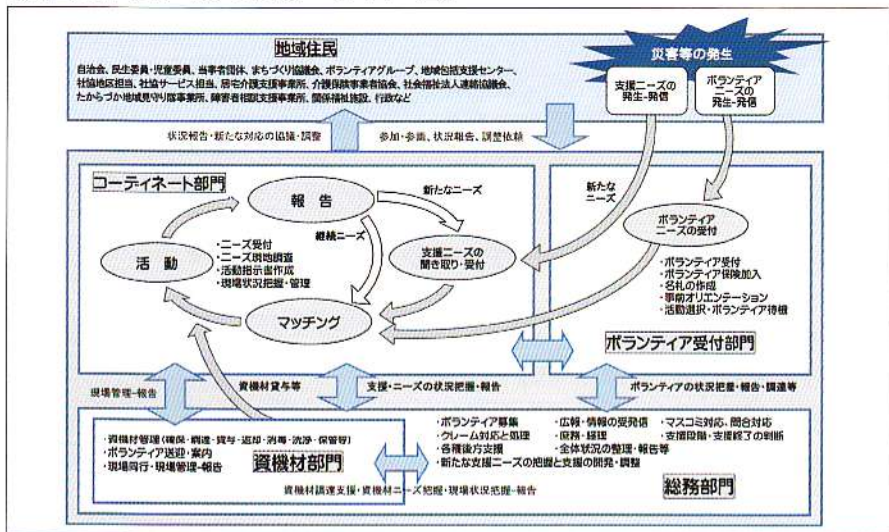 地域住民
自治会、民生委員・児童委員、当事者団体、まちづくり協議会、ボランティアグループ、地域包括支援センター、
社協地区担当、社協サービス担当、居宅介護支援事業所、介護保険事業者協会、社会福祉法人連絡協議会、
たからづか地域見守り隊事業所、障害者相談支援事業所、関係福祉施設、行政など
災害等の発生
支援ニーズの
発生-発信
ボランティア
ニーズの
発生-発信
状況報告・新たな対応の協議・調整
参加・参画、状況報告、調整依頼
コーディネート部門
報告
新たなニーズ
継続ニーズ
活動
・ニーズ受付
・ニーズ現地調査
・活動指示書作成
・現場状況把握・管理
支援ニーズの
聞き取り・受付
マッチング
新たな
ニーズ
ボランティア
ニーズの受付
・ボランティア受付
・ボランティア保険加入
・名札の作成
・事前オリエンテーション
・活動選択・ボランティア待機
ボランティア受付部門
現場管理-報告
資機材貸与等
支援・ニーズの状況把握・報告
ボランティアの状況把握・報告・調達等
・資機材管理(確保・調達・貸与・返却・消毒・洗浄・保管等)
・ボランティア送迎・案内
・現場同行・現場管理-報告
資機材部門
・ボランティア募集
・クレーム対応と処理
・各種後方支援
・新たな支援ニーズの把握と支援の開発・調整
・広報・情報の受発信
・庶務・経理
・全体状況の整理・報告等
・マスコミ対応、問合対応
・支援段階・支援終了の判断
総務部門
資機材調達支援・資機材ニーズ把握・現場状況把握-報告